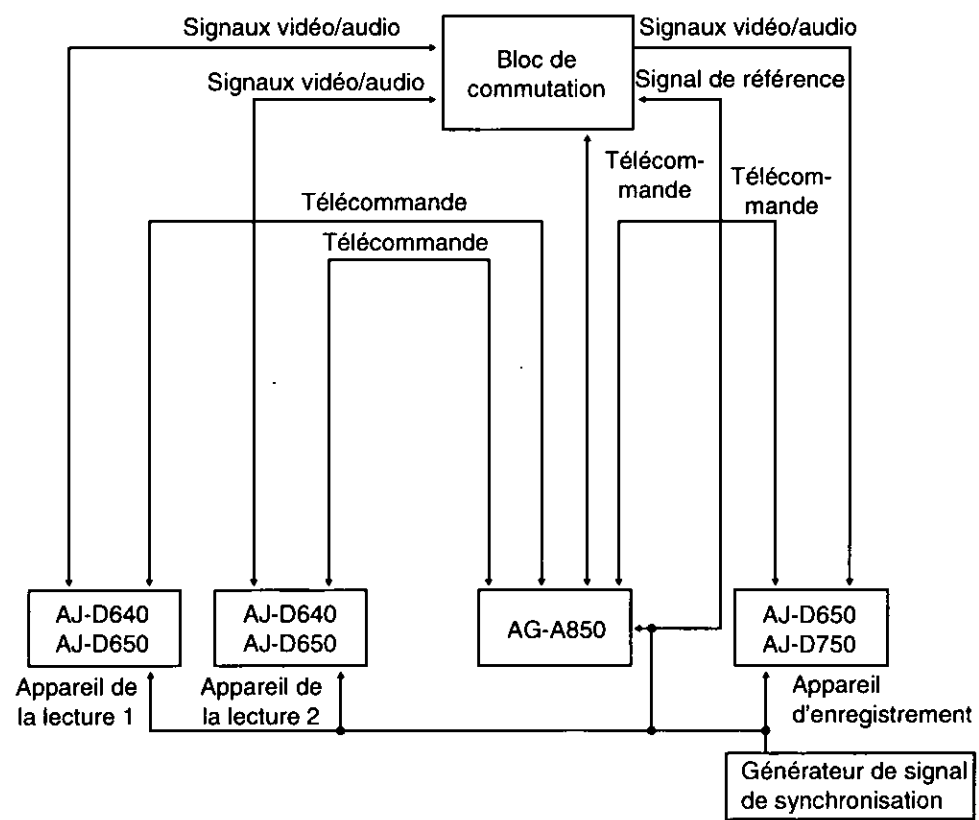 Signaux vidéo/audio
Bloc de
commutation
Signaux vidéo/audio
Signaux vidéo/audio
Signal de référence
Télécom-
mande
Télécom-
mande
Télécommande
Télécommande
AJ-D640
AJ-D650
AJ-D640
AJ-D650
AG-A850
AJ-D650
AJ-D750
Appareil de
la lecture 1
Appareil de
la lecture 2
Appareil
d'enregistrement
Générateur de signal
de synchronisation